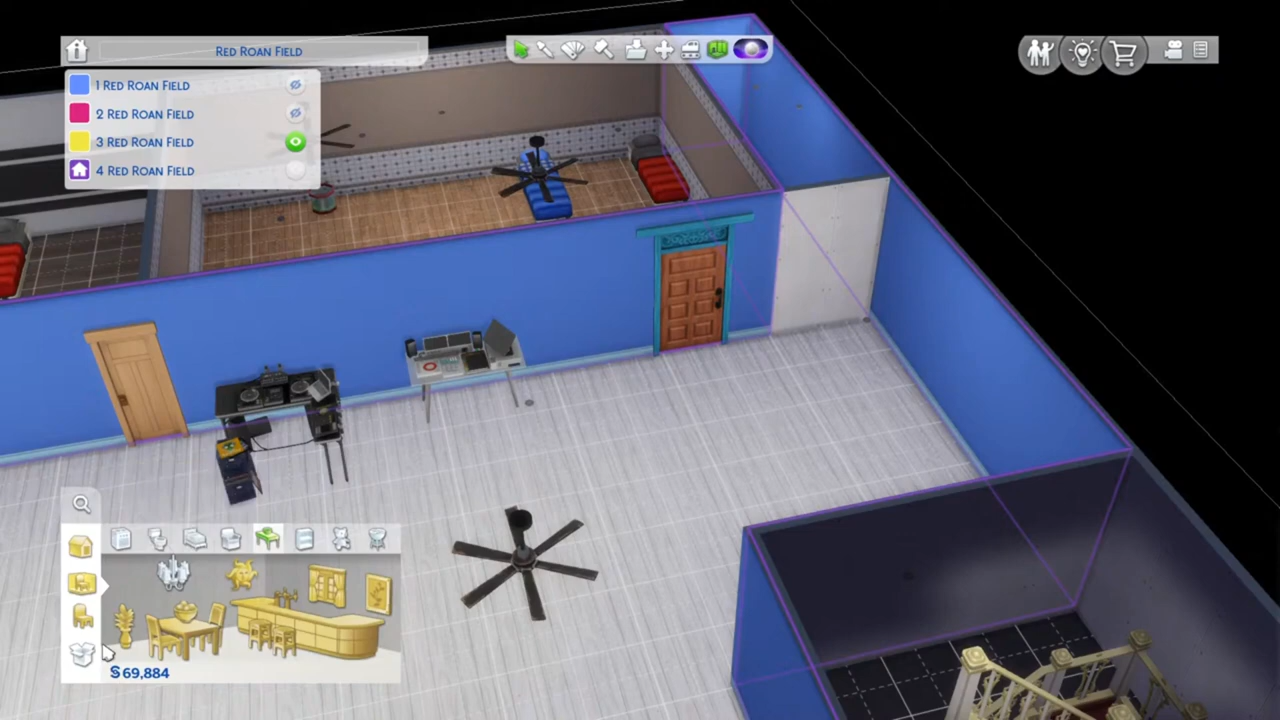 RED ROAN FIELD
1 RED ROAN FIELD
2 RED ROAN FIELD
3 RED ROAN FIELD
4 RED ROAN FIELD
§69,884